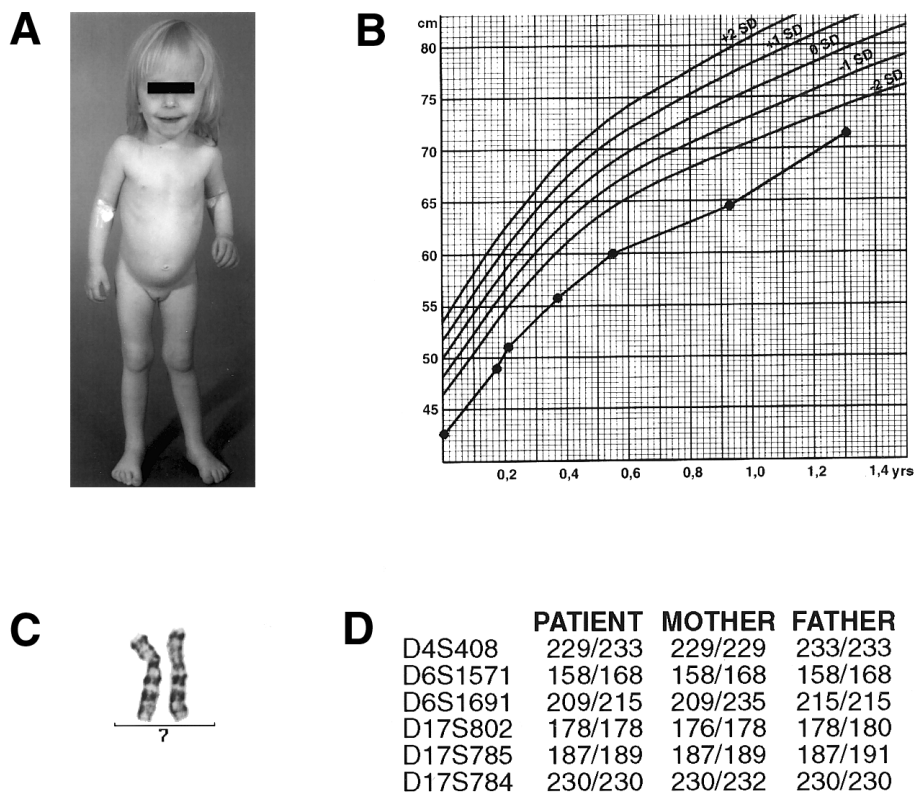 A
B
cm
80
75
70
65
60
55
50
45
+2 SD
+1 SD
0 SD
-1 SD
-2 SD
0,2 0,4 0,6 0,8 1,0 1,2 1,4 yrs
C
7
D
PATIENT MOTHER FATHER
D4S408 229/233 229/229 233/233
D6S1571 158/168 158/168 158/168
D6S1691 209/215 209/235 215/215
D17S802 178/178 176/178 178/180
D17S785 187/189 187/189 187/191
D17S784 230/230 230/232 230/230